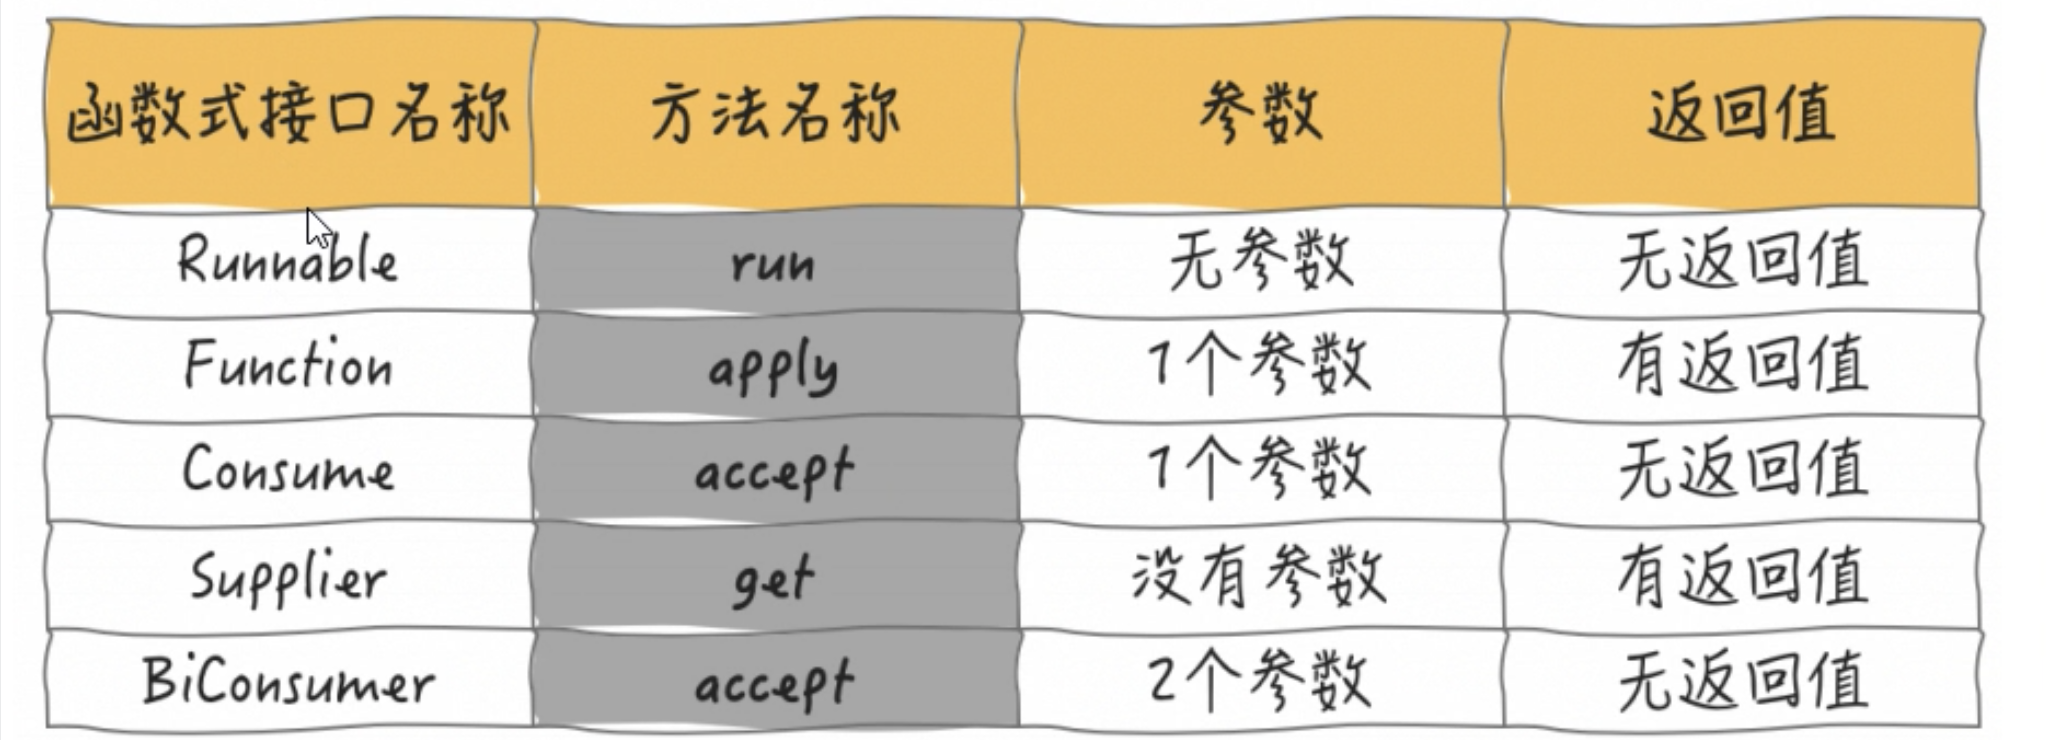 函数式接口名称 方法名称 参数 返回值
Runnable run 无参数 无返回值
Function apply 1个参数 有返回值
Consume accept 1个参数 无返回值
Supplier get 没有参数 有返回值
BiConsumer accept 2个参数 无返回值